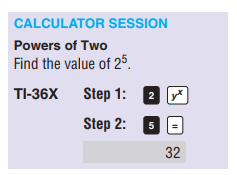 CALCULATOR SESSION
Powers of Two
Find the value of 2⁵.
TI-36X Step 1: 2 yˣ
Step 2: 5 =
32